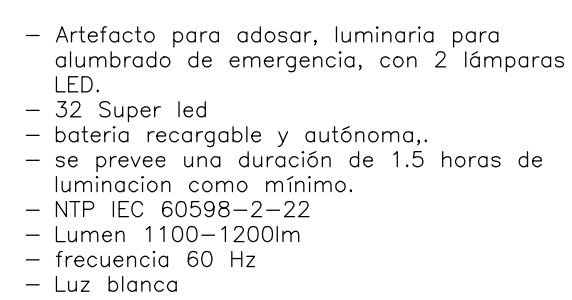 - Artefacto para adosar, luminaria para
alumbrado de emergencia, con 2 lámparas
LED.
- 32 Super led
- bateria recargable y autónoma,.
- se prevee una duración de 1.5 horas de
luminacion como mínimo.
- NTP IEC 60598-2-22
- Lumen 1100-1200lm
- frecuencia 60 Hz
- Luz blanca